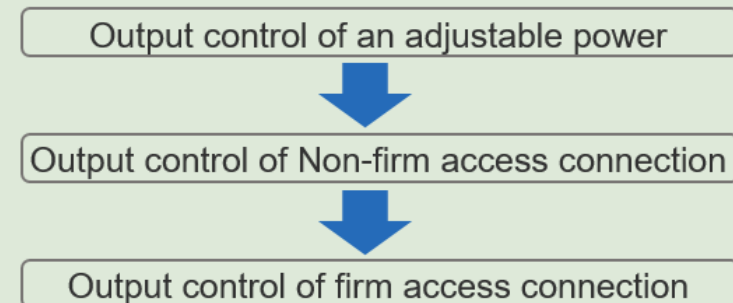 Output control of an adjustable power
Output control of Non-firm access connection
Output control of firm access connection